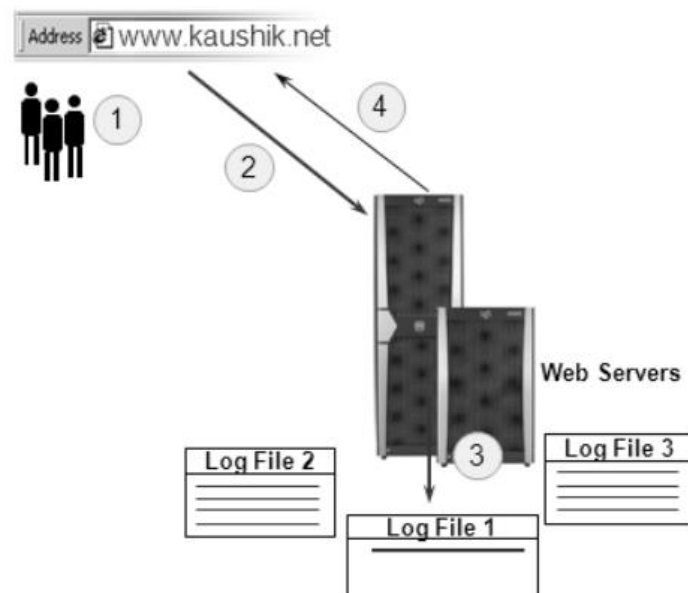 Address www.kaushik.net
1
4
2
Web Servers
3
Log File 2
Log File 3
Log File 1